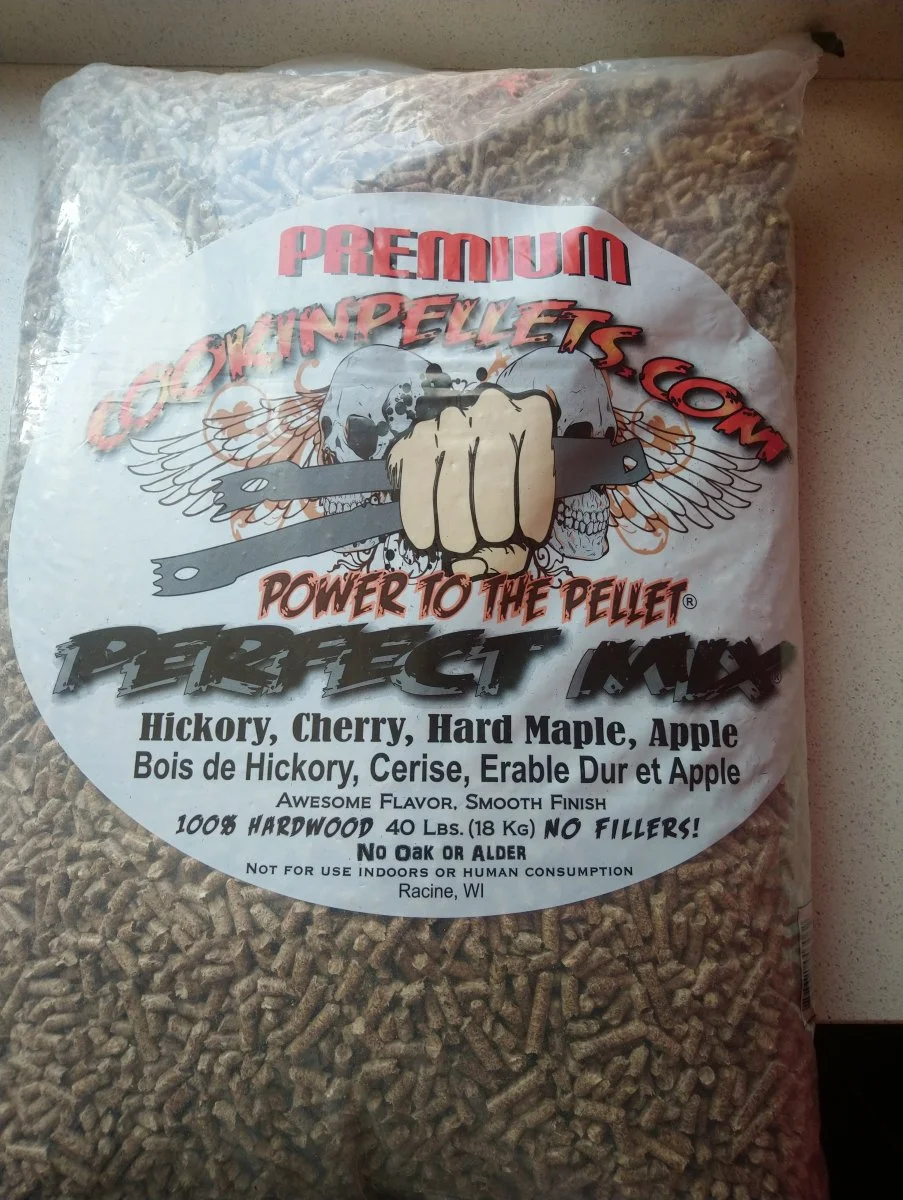 PREMIUM
COOKINPELLETS.COM
POWER TO THE PELLET®
PERFECT MIX
Hickory, Cherry, Hard Maple, Apple
Bois de Hickory, Cerise, Erable Dur et Apple
AWESOME FLAVOR, SMOOTH FINISH
100% HARDWOOD 40 LBS. (18 KG) NO FILLERS!
NO OAK OR ALDER
NOT FOR USE INDOORS OR HUMAN CONSUMPTION
Racine, WI